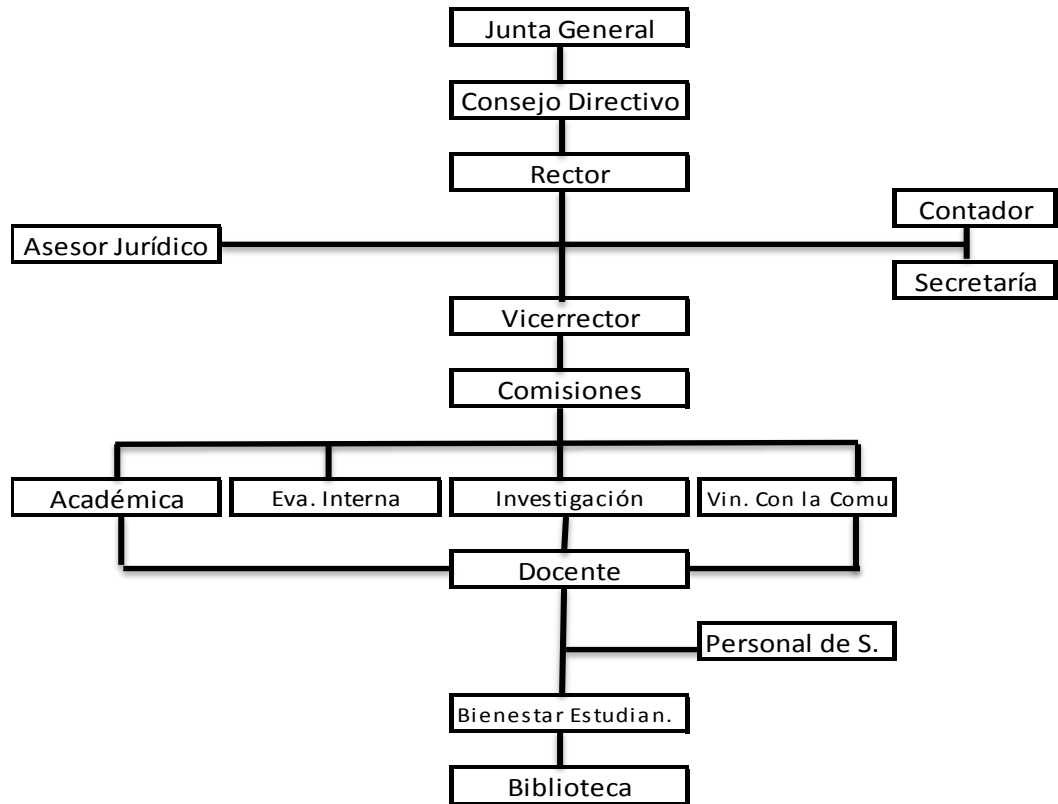 Junta General
Consejo Directivo
Rector
Contador
Asesor Jurídico
Secretaría
Vicerrector
Comisiones
Académica
Eva. Interna
Investigación
Vin. Con la Comu
Docente
Personal de S.
Bienestar Estudian.
Biblioteca